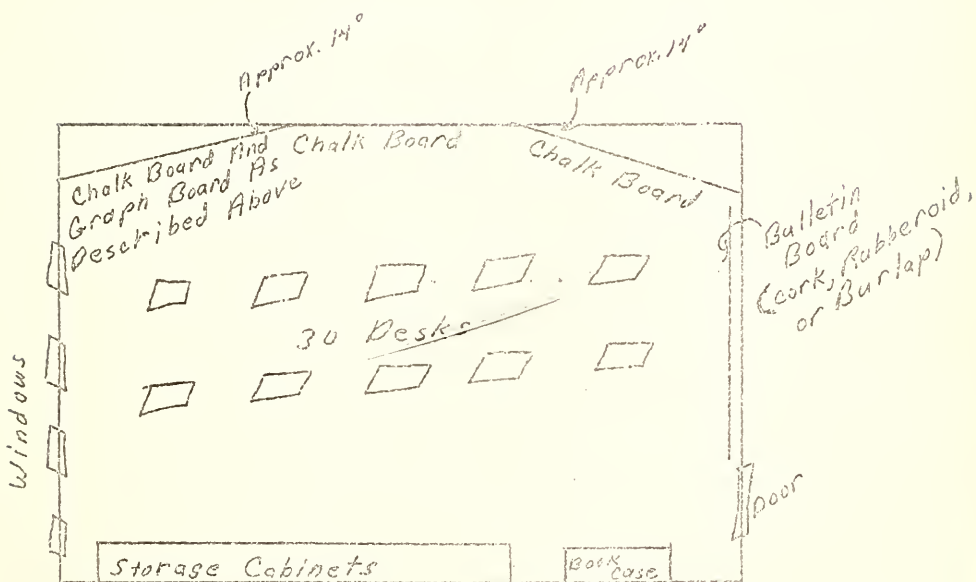 Approx. 14°
Approx. 14°
Chalk Board And
Graph Board As
Described Above
Chalk Board
Chalk Board
Bulletin
Board
(cork, Rubberoid,
or Burlap)
30 Desks
Windows
Door
Storage Cabinets
Book
Case